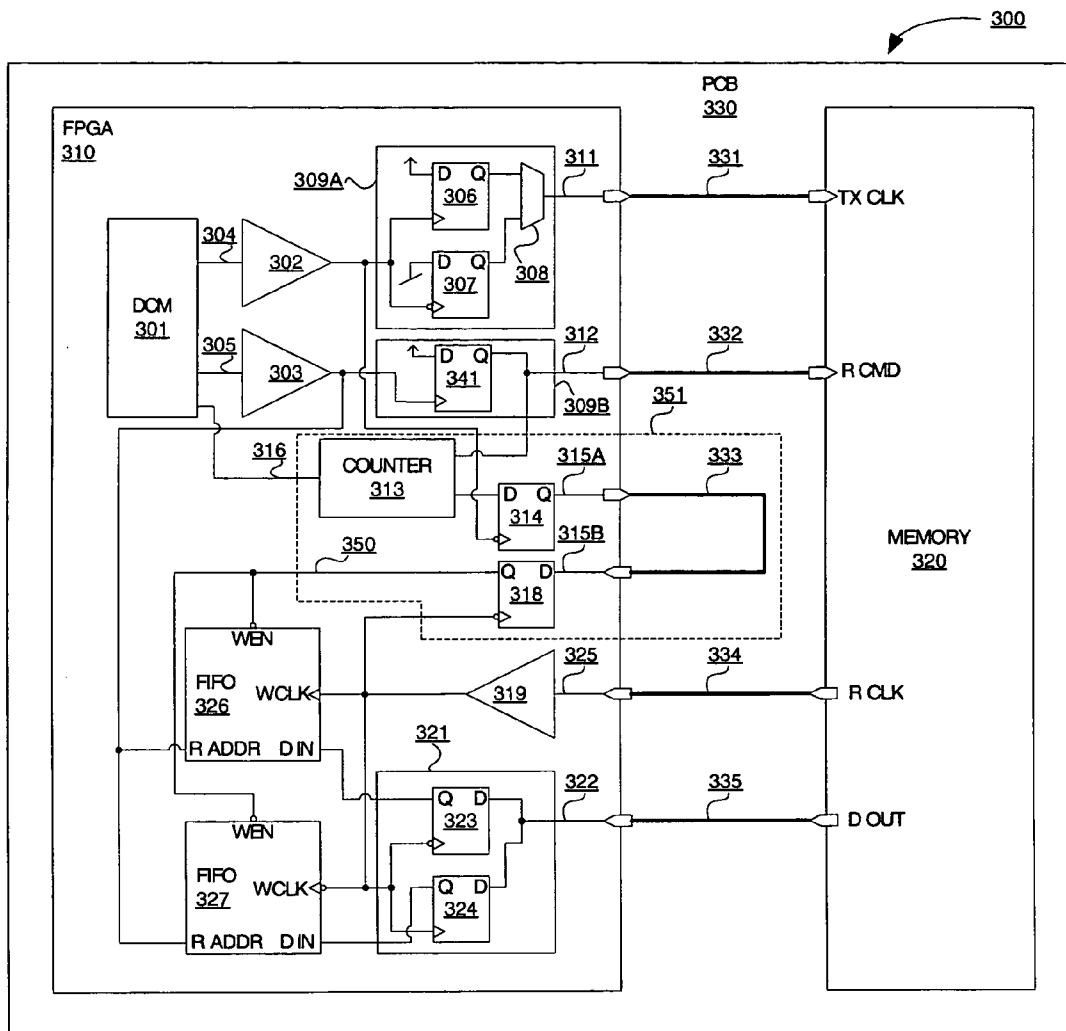 300
PCB
330
FPGA
310
309A
D Q
306
311
331
TX CLK
304
302
D Q
307
308
DCM
301
305
303
D Q
341
312
332
R CMD
309B
351
316
COUNTER
313
315A
333
D Q
314
315B
350
Q D
318
MEMORY
320
WEN
FIFO
326
WCLK
R ADDR D IN
319
325
334
R CLK
321
Q D
323
322
335
D OUT
WEN
FIFO
327
WCLK
R ADDR D IN
Q D
324